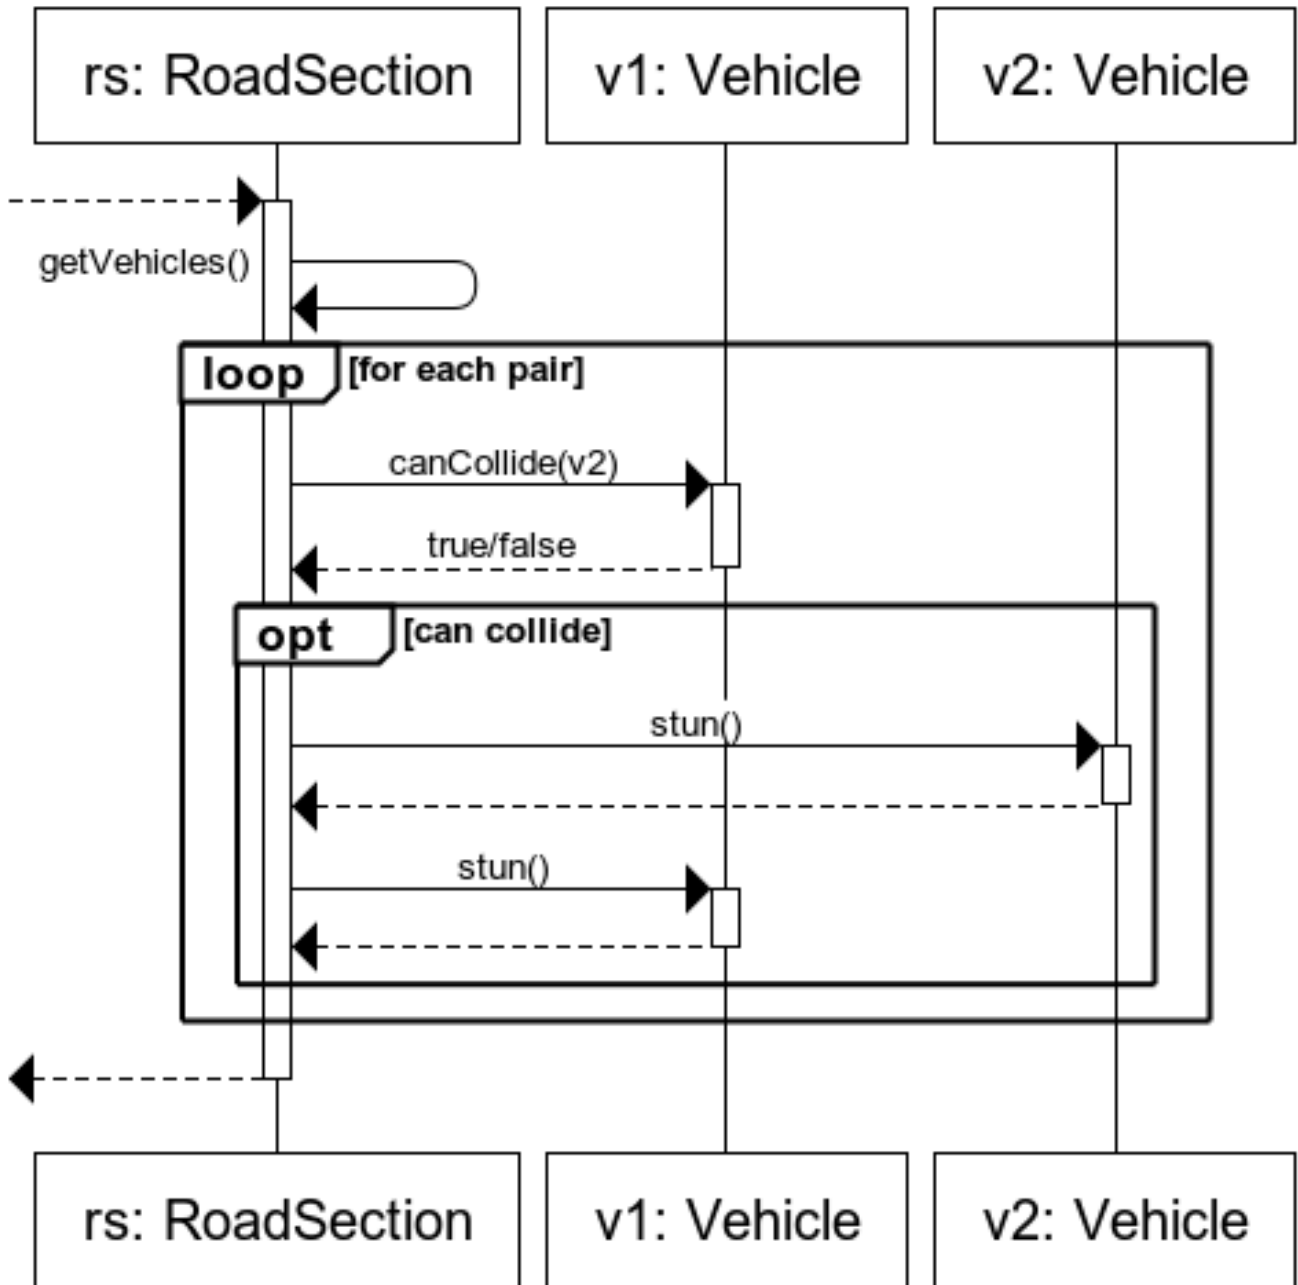 rs: RoadSection
v1: Vehicle
v2: Vehicle
getVehicles()
loop
[for each pair]
canCollide(v2)
true/false
opt
[can collide]
stun()
stun()
rs: RoadSection
v1: Vehicle
v2: Vehicle